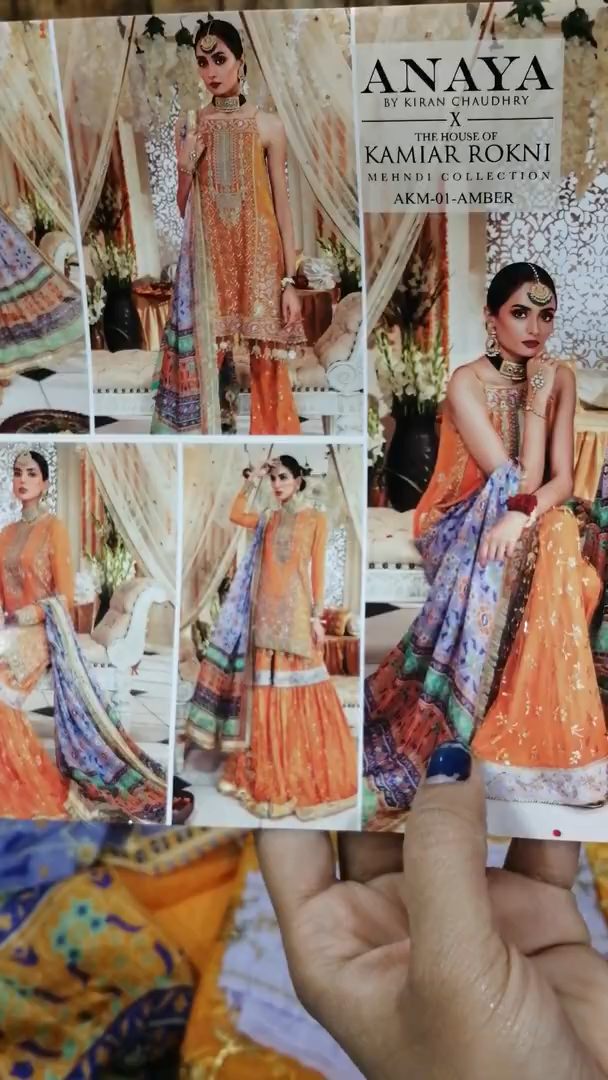 ANAYA
BY KIRAN CHAUDHRY
X
THE HOUSE OF
KAMIAR ROKNI
MEHNDI COLLECTION
AKM-01-AMBER